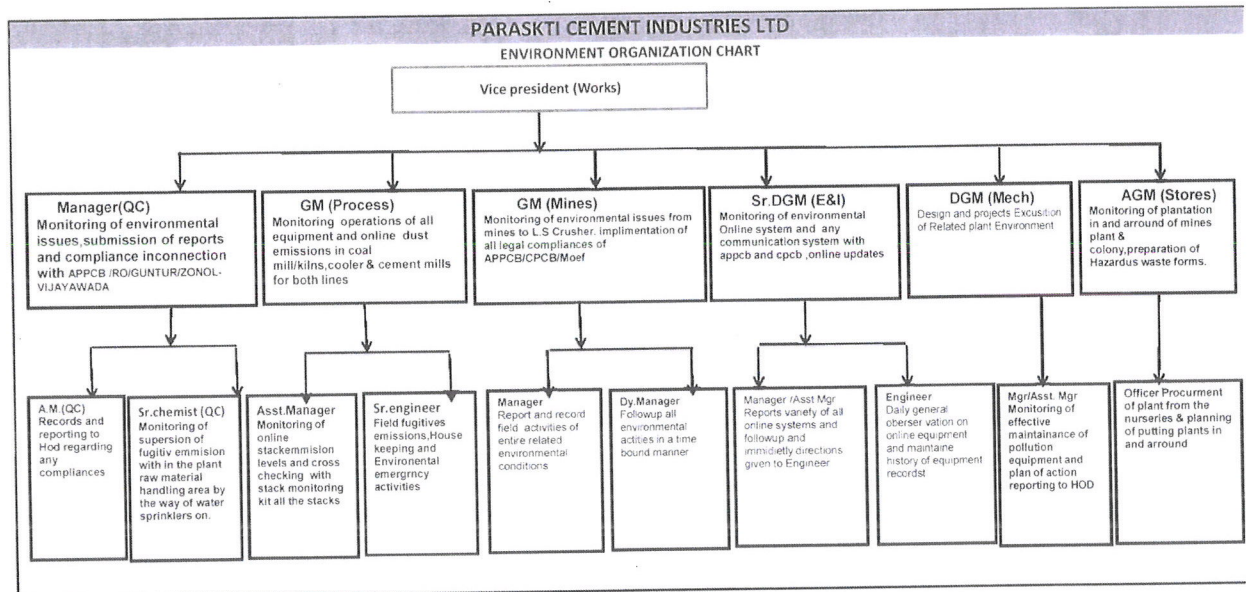 PARASKTI CEMENT INDUSTRIES LTD
ENVIRONMENT ORGANIZATION CHART
Vice president (Works)
Manager(QC)
Monitoring of environmental
issues,submission of reports
and compliance inconnection
with APPCB /RO/GUNTUR/ZONOL-
VIJAYAWADA
GM (Process)
Monitoring operations of all
equipment and online dust
emissions in coal
mill/kilns,cooler & cement mills
for both lines
GM (Mines)
Monitoring of environmental issues from
mines to L.S Crusher. implimentation of
all legal compliances of
APPCB/CPCB/Moef
Sr.DGM (E&I)
Monitoring of environmental
Online system and any
communication system with
appcb and cpcb ,online updates
DGM (Mech)
Design and projects Excusition
of Related plant Environment
AGM (Stores)
Monitoring of plantation
in and arround of mines
plant &
colony,preparation of
Hazardus waste forms.
A.M.(QC)
Records and
reporting to
Hod regarding
any
compliances
Sr.chemist (QC)
Monitoring of
supersion of
fugitiv emmision
with in the plant
raw material
handling area by
the way of water
sprinklers on.
Asst.Manager
Monitoring of
online
stackemmision
levels and cross
checking with
stack monitoring
kit all the stacks
Sr.engineer
Field fugitives
emissions,House
keeping and
Environental
emergrncy
activities
Manager
Report and record
field activities of
entire related
environmental
conditions
Dy.Manager
Followup all
environmental
actities in a time
bound manner
Manager /Asst Mgr
Reports variety of all
online systems and
followup and
immidietly directions
given to Engineer
Engineer
Daily general
oberser vation on
online equipment
and maintaine
history of equipment
recordst
Mgr/Asst. Mgr
Monitoring of
effective
maintainance of
pollution
equipment and
plan of action
reporting to HOD
Officer Procurment
of plant from the
nurseries & planning
of putting plants in
and arround